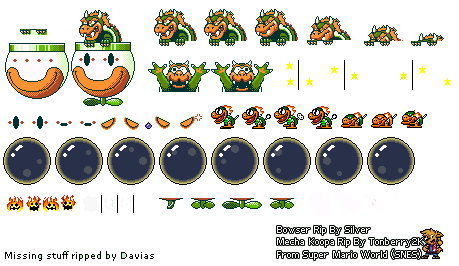 Bowser Rip By Silver
Mecha Koopa Rip By Tonberry2K
From Super Mario World (SNES)
Missing stuff ripped by Davias